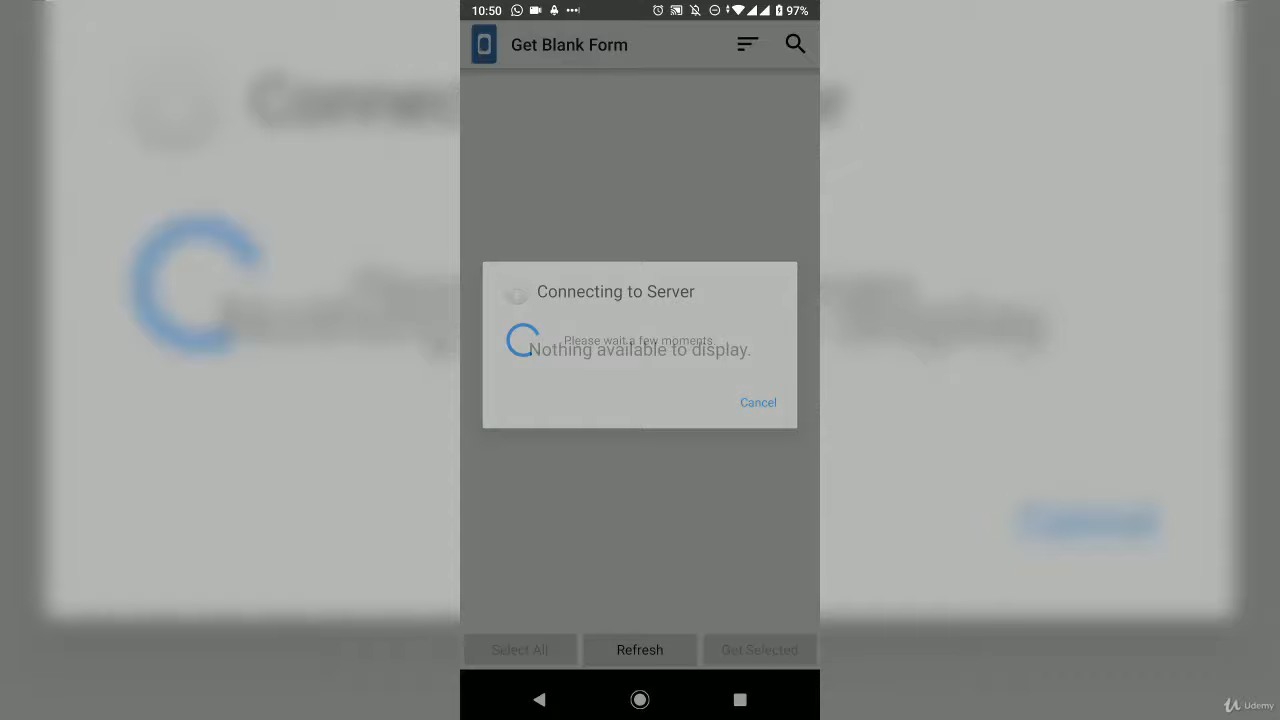 10:50
97%
Get Blank Form
Connecting to Server
Please wait a few moments.
Nothing available to display.
Cancel
Select All
Refresh
Get Selected
Udemy